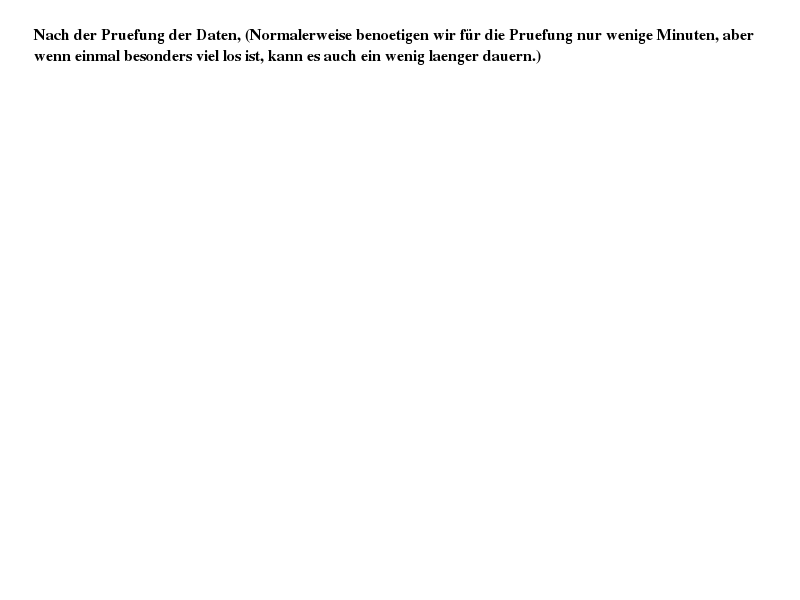 Nach der Pruefung der Daten, (Normalerweise benoetigen wir für die Pruefung nur wenige Minuten, aber
wenn einmal besonders viel los ist, kann es auch ein wenig laenger dauern.)